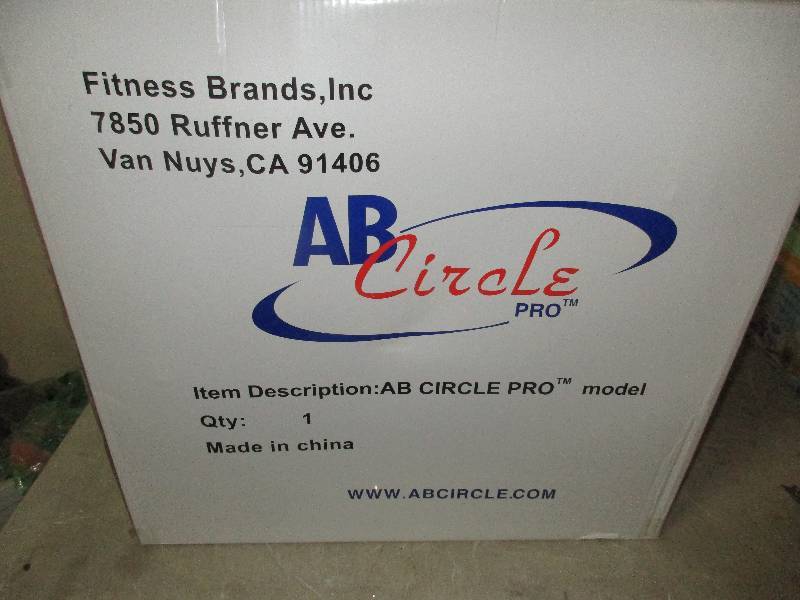 Fitness Brands,Inc
7850 Ruffner Ave.
Van Nuys,CA 91406
AB
Circle
PRO™
Item Description:AB CIRCLE PRO™ model
Qty: 1
Made in china
WWW.ABCIRCLE.COM